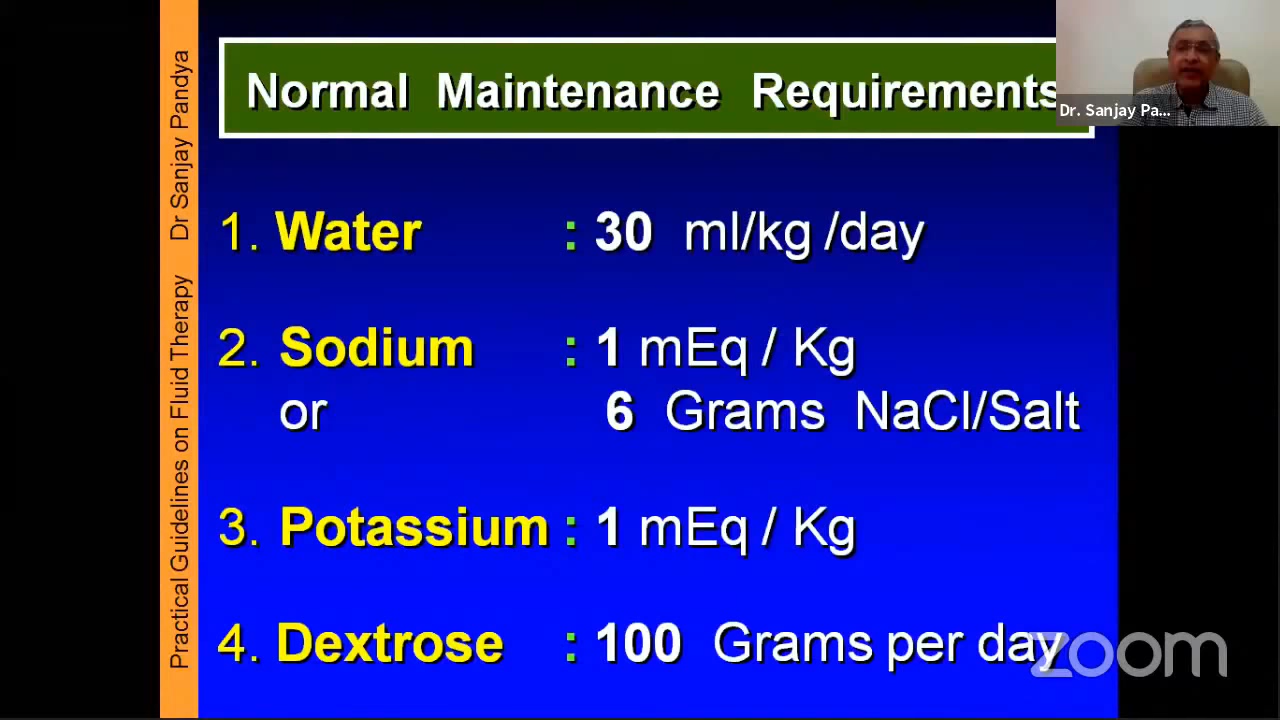 Normal Maintenance Requirements
Dr. Sanjay Pa...
1. Water : 30 ml/kg /day
2. Sodium : 1 mEq / Kg
or 6 Grams NaCl/Salt
3. Potassium : 1 mEq / Kg
4. Dextrose : 100 Grams per day
zoom
Practical Guidelines on Fluid Therapy Dr Sanjay Pandya